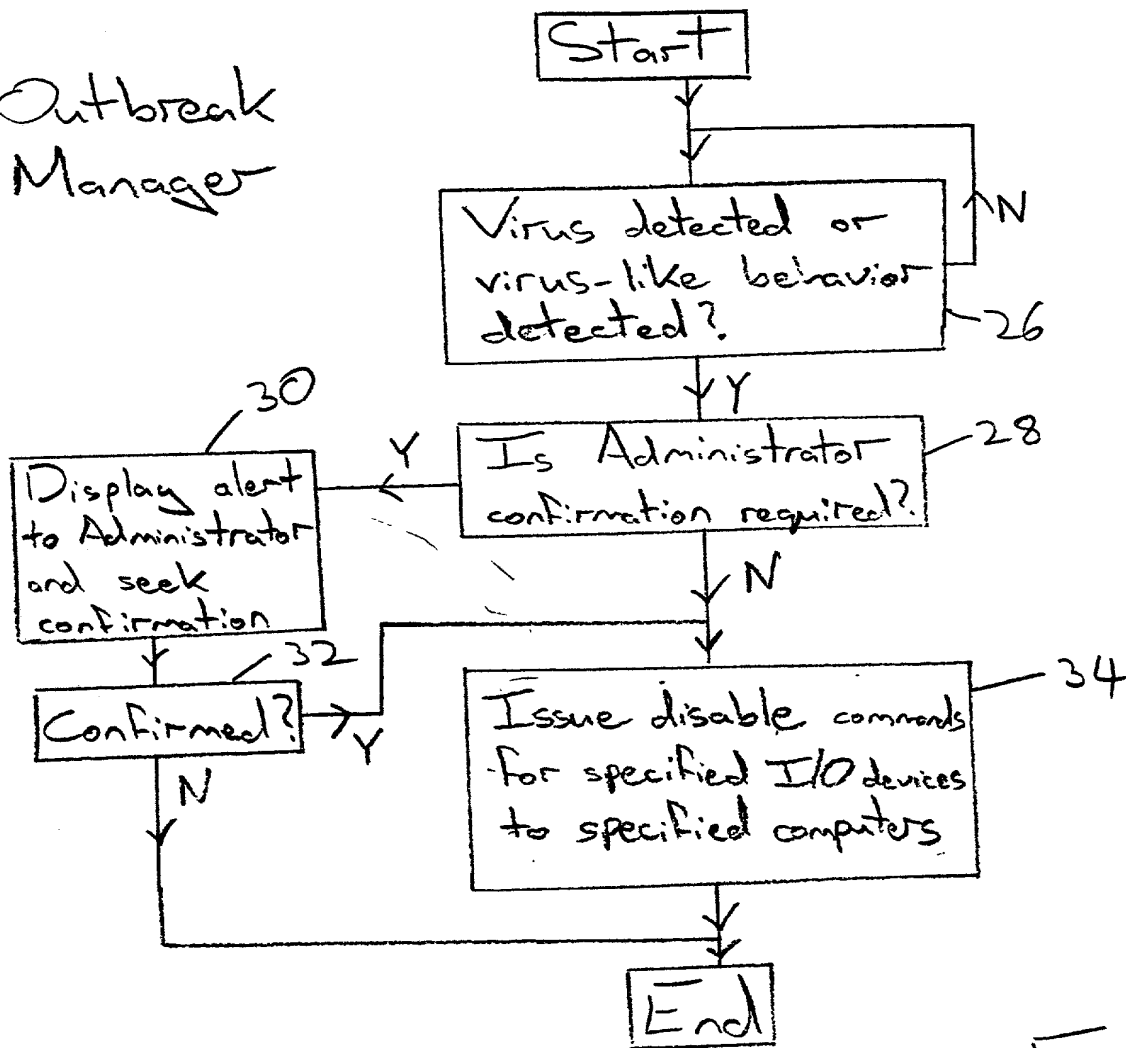 Outbreak
Manager
Start
Virus detected or
virus-like behavior
detected?
N
26
Y
Is Administrator
confirmation required?
28
Y
30
Display alert
to Administrator
and seek
confirmation
N
32
Confirmed?
Y
N
Issue disable commands
for specified I/O devices
to specified computers
34
End